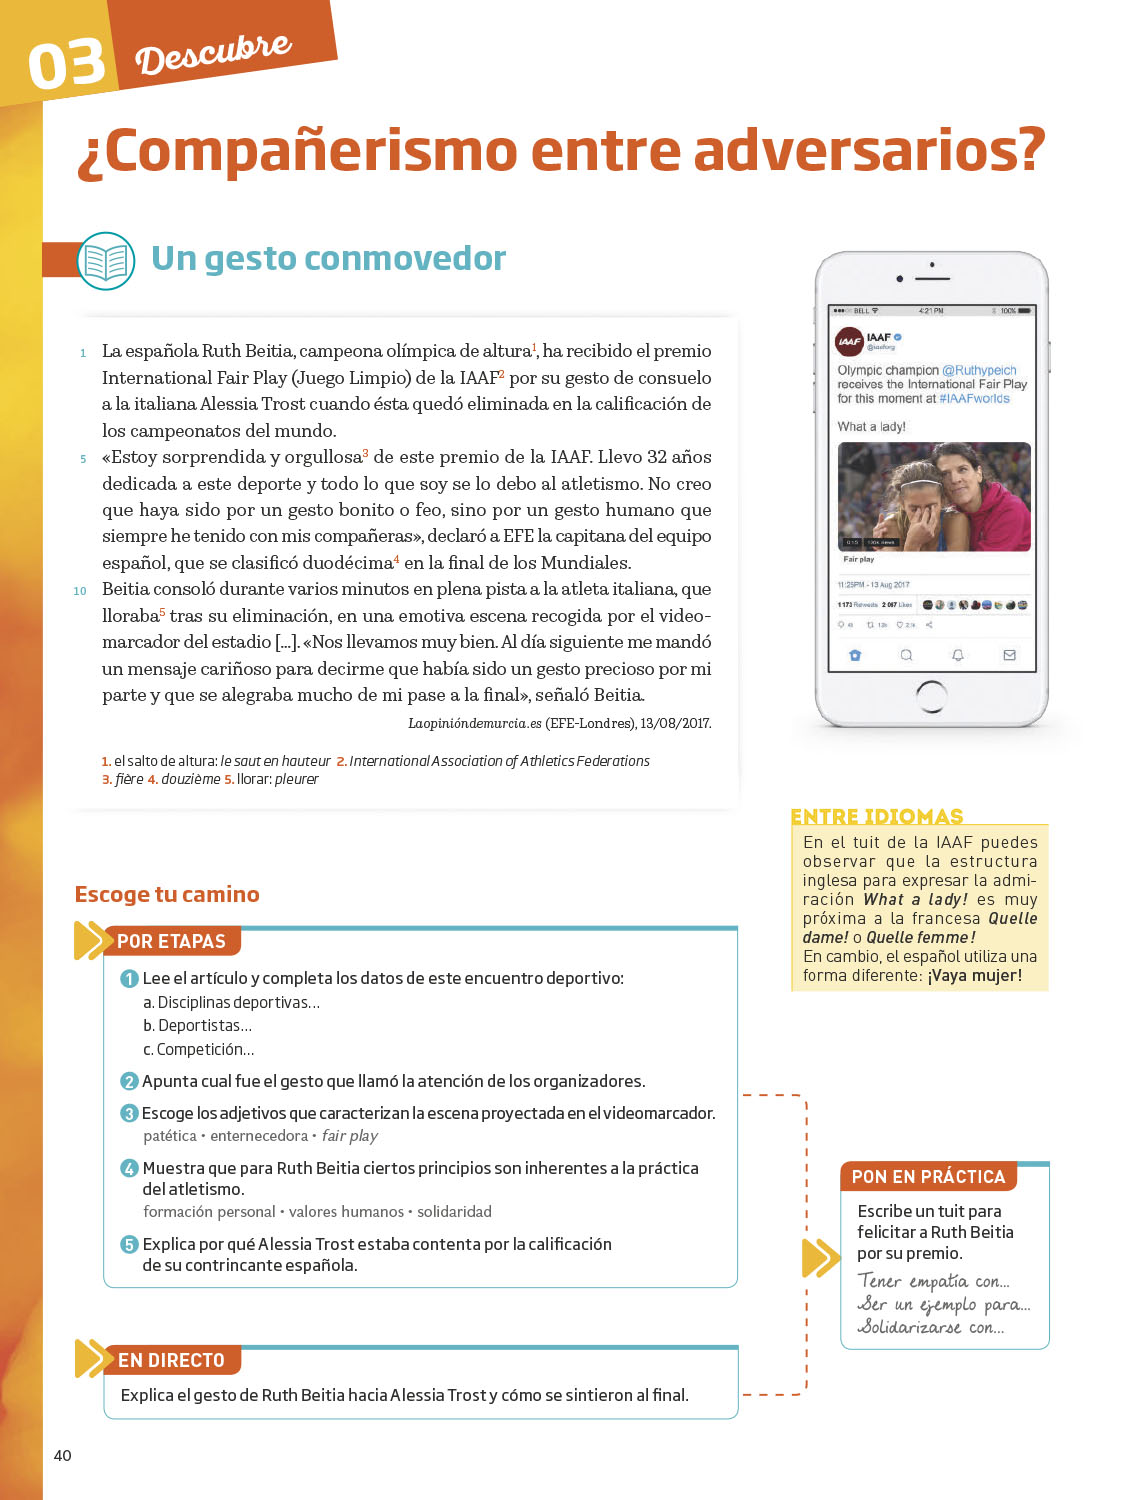 03 Descubre
¿Compañerismo entre adversarios?
Un gesto conmovedor
1 La española Ruth Beitia, campeona olímpica de altura¹, ha recibido el premio
International Fair Play (Juego Limpio) de la IAAF² por su gesto de consuelo
a la italiana Alessia Trost cuando ésta quedó eliminada en la calificación de
los campeonatos del mundo.
5 «Estoy sorprendida y orgullosa³ de este premio de la IAAF. Llevo 32 años
dedicada a este deporte y todo lo que soy se lo debo al atletismo. No creo
que haya sido por un gesto bonito o feo, sino por un gesto humano que
siempre he tenido con mis compañeras», declaró a EFE la capitana del equipo
español, que se clasificó duodécima⁴ en la final de los Mundiales.
10 Beitia consoló durante varios minutos en plena pista a la atleta italiana, que
lloraba⁵ tras su eliminación, en una emotiva escena recogida por el video-
marcador del estadio [...]. «Nos llevamos muy bien. Al día siguiente me mandó
un mensaje cariñoso para decirme que había sido un gesto precioso por mi
parte y que se alegraba mucho de mi pase a la final», señaló Beitia.
Laopinióndemurcia.es (EFE-Londres), 13/08/2017.
1. el salto de altura: le saut en hauteur 2. International Association of Athletics Federations
3. fière 4. douzième 5. llorar: pleurer
BELL 4:21 PM 100%
IAAF
IAAF
@iaaforg
Olympic champion @Ruthypeich
receives the International Fair Play
for this moment at #IAAFworlds
What a lady!
Fair play
11:25PM - 13 Aug 2017
1 173 Retweets 2 087 Likes
ENTRE IDIOMAS
En el tuit de la IAAF puedes
observar que la estructura
inglesa para expresar la admi-
ración What a lady! es muy
próxima a la francesa Quelle
dame! o Quelle femme!
En cambio, el español utiliza una
forma diferente: ¡Vaya mujer!
Escoge tu camino
POR ETAPAS
1 Lee el artículo y completa los datos de este encuentro deportivo:
a. Disciplinas deportivas...
b. Deportistas...
c. Competición...
2 Apunta cual fue el gesto que llamó la atención de los organizadores.
3 Escoge los adjetivos que caracterizan la escena proyectada en el videomarcador.
patética • enternecedora • fair play
4 Muestra que para Ruth Beitia ciertos principios son inherentes a la práctica
del atletismo.
formación personal • valores humanos • solidaridad
5 Explica por qué Alessia Trost estaba contenta por la calificación
de su contrincante española.
EN DIRECTO
Explica el gesto de Ruth Beitia hacia Alessia Trost y cómo se sintieron al final.
PON EN PRÁCTICA
Escribe un tuit para
felicitar a Ruth Beitia
por su premio.
Tener empatía con...
Ser un ejemplo para...
Solidarizarse con...
40